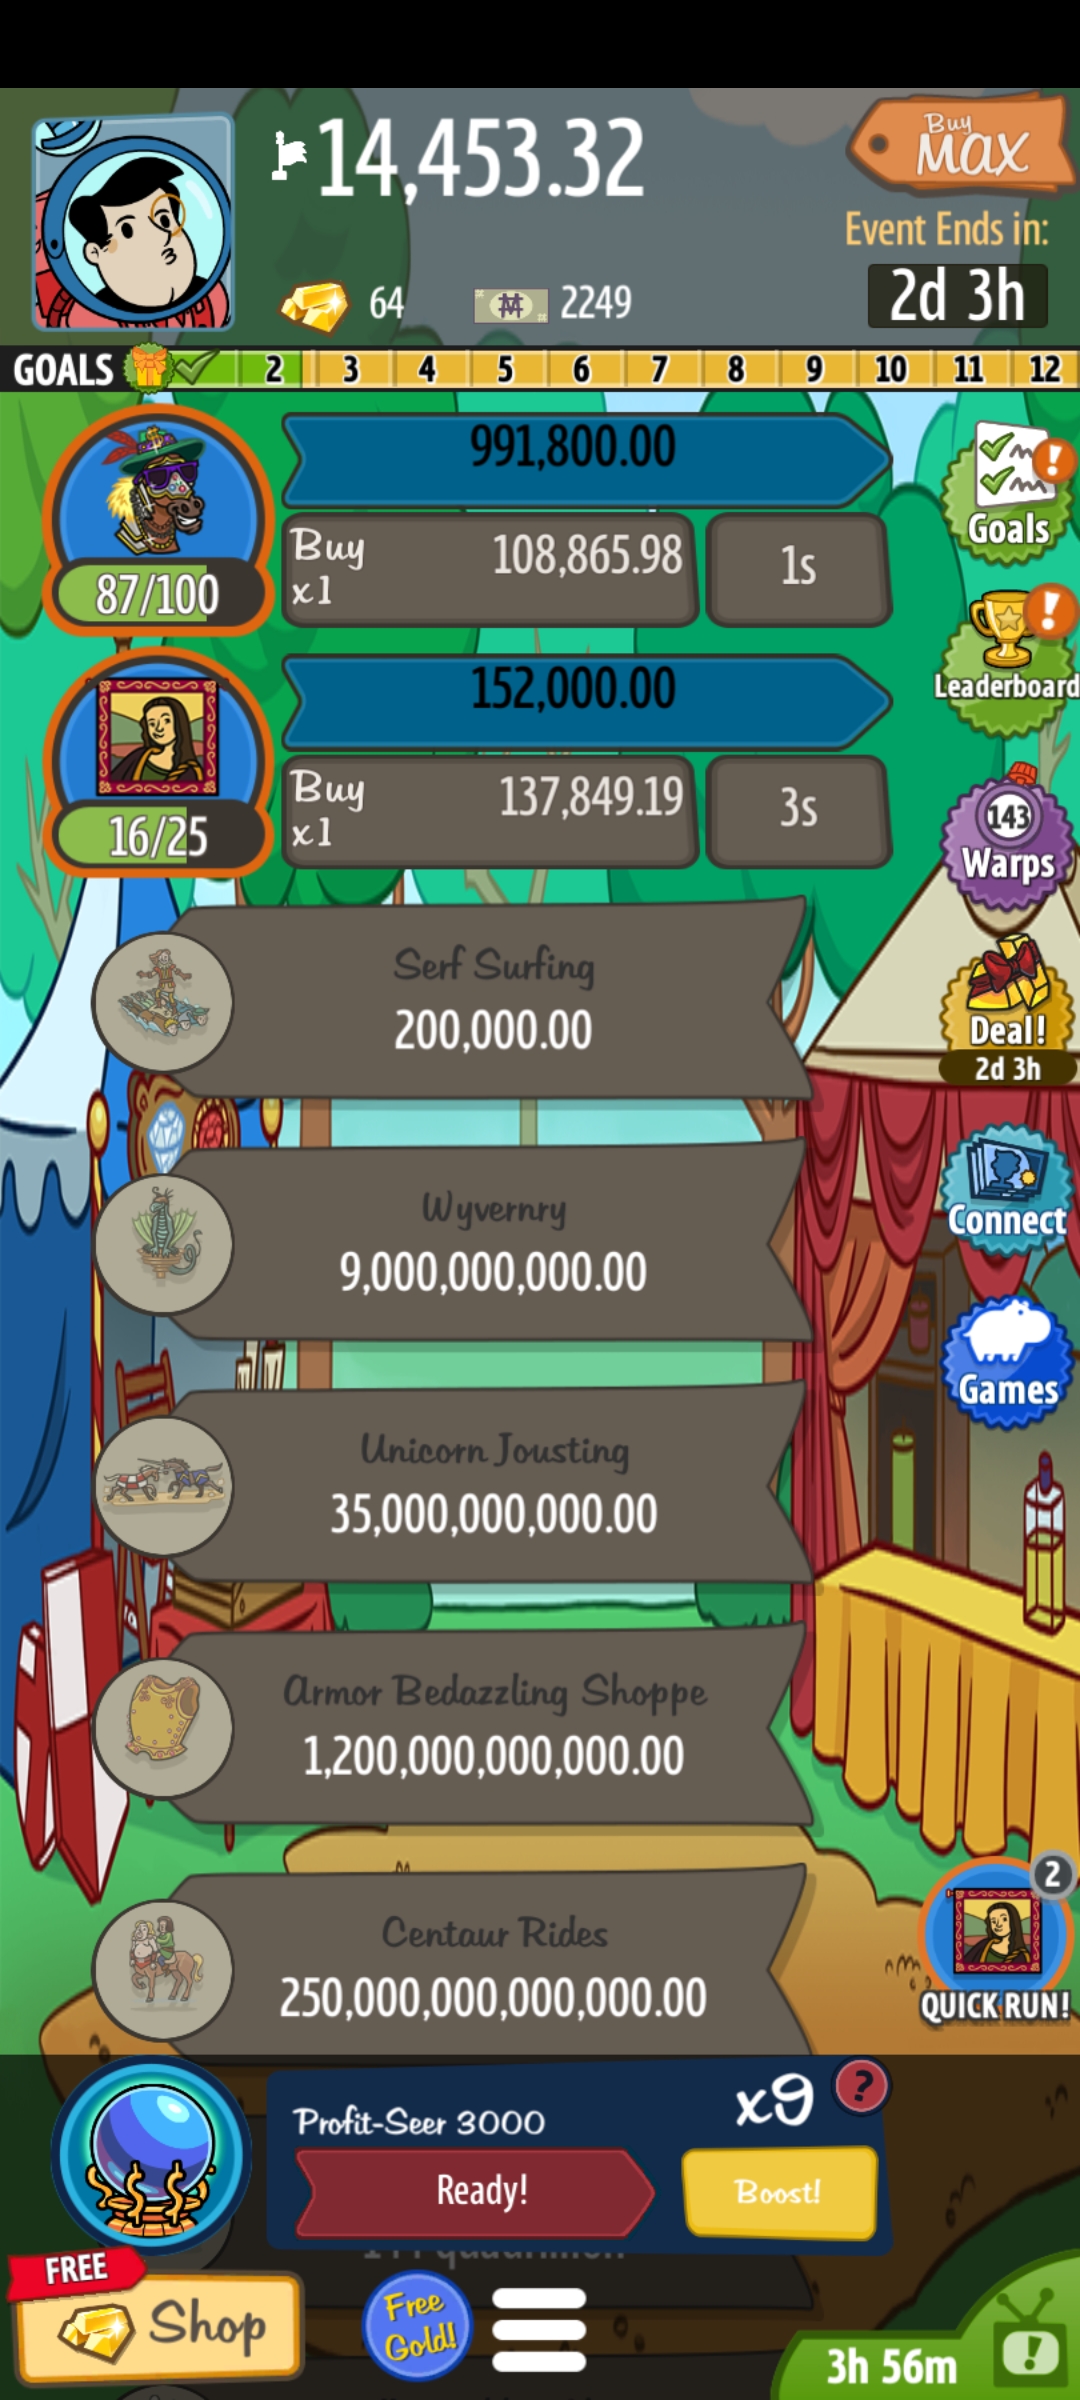 14,453.32
Buy
MAX
Event Ends in:
64
2249
2d 3h
GOALS 2 3 4 5 6 7 8 9 10 11 12
991,800.00
87/100
Buy
x1
108,865.98
1s
Goals
152,000.00
16/25
Buy
x1
137,849.19
3s
Leaderboard
143
Warps
Serf Surfing
200,000.00
Deal!
2d 3h
Wyvernry
9,000,000,000.00
Connect
Unicorn Jousting
35,000,000,000.00
Games
Armor Bedazzling Shoppe
1,200,000,000,000.00
Centaur Rides
250,000,000,000,000.00
2
QUICK RUN!
Profit-Seer 3000
x9
?
Ready!
Boost!
FREE
Shop
Free
Gold!
3h 56m